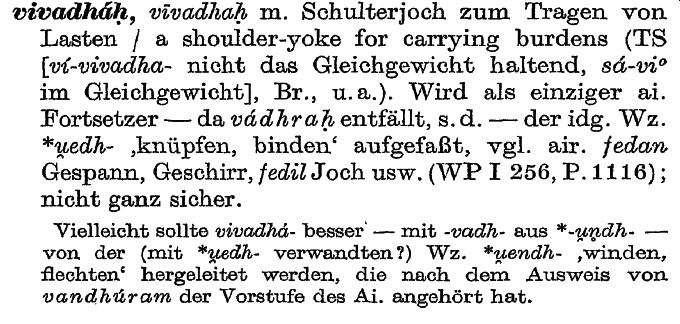 vivadháḥ, vīvadhaḥ m. Schulterjoch zum Tragen von
Lasten / a shoulder-yoke for carrying burdens (TS
[ví-vivadha- nicht das Gleichgewicht haltend, sá-vi°
im Gleichgewicht], Br., u. a.). Wird als einziger ai.
Fortsetzer — da vádhraḥ entfällt, s.d. — der idg. Wz.
*u̯edh- ‚knüpfen, binden‘ aufgefaßt, vgl. air. fedan
Gespann, Geschirr, fedil Joch usw. (WP I 256, P. 1116);
nicht ganz sicher.
Vielleicht sollte vivadhá- besser — mit -vadh- aus *-u̯n̥dh- —
von der (mit *u̯edh- verwandten?) Wz. *u̯endh- ‚winden,
flechten‘ hergeleitet werden, die nach dem Ausweis von
vandhúram der Vorstufe des Ai. angehört hat.